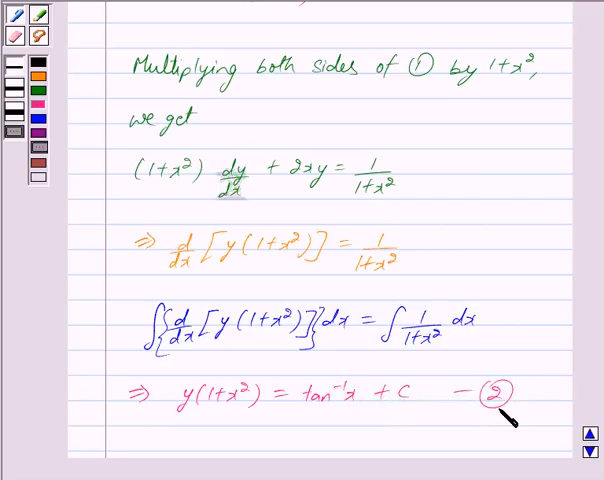 Multiplying both sides of ① by 1+x²,
we get
(1+x²) dy/dx + 2xy = 1/(1+x²)
⇒ d/dx [y(1+x²)] = 1/(1+x²)
∫{d/dx [y(1+x²)]}dx = ∫ 1/(1+x²) dx
⇒ y(1+x²) = tan⁻¹x + C - ②